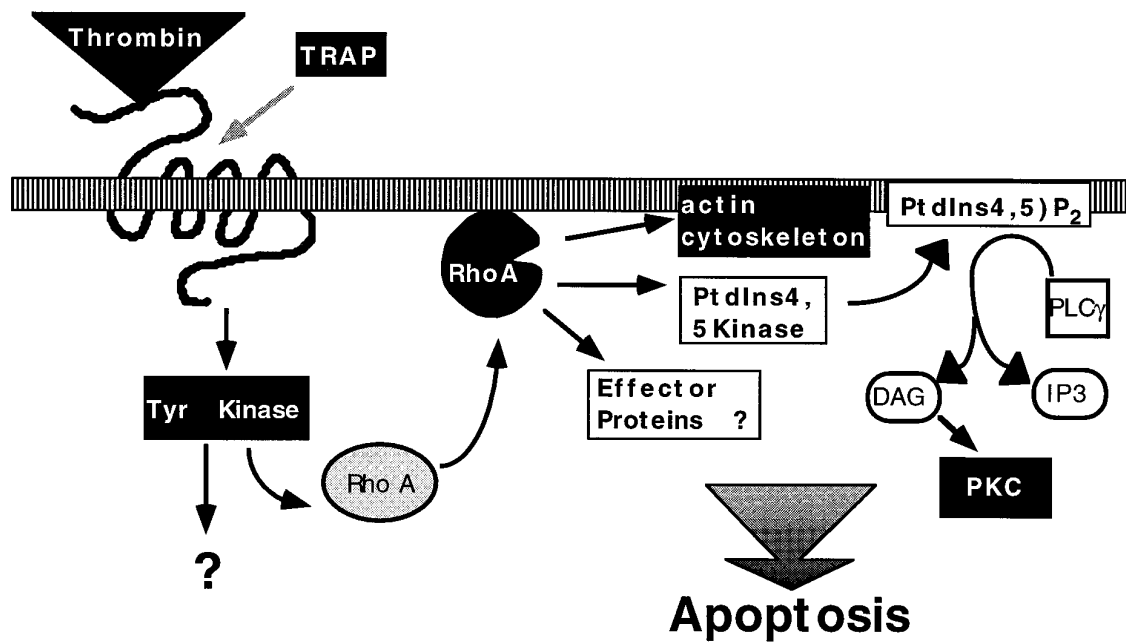 Thrombin
TRAP
actin
cytoskeleton
PtdIns4,5)P2
RhoA
PtdIns4,
5Kinase
PLCγ
Effector
Proteins ?
DAG
IP3
Tyr Kinase
Rho A
PKC
?
Apoptosis